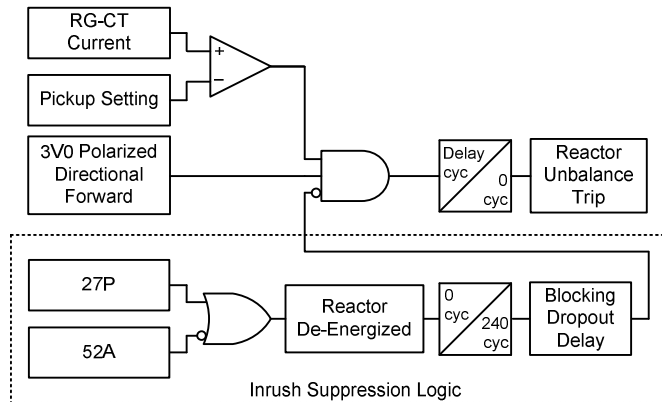 RG-CT
Current
+
−
Pickup Setting
3V0 Polarized
Directional
Forward
Delay
cyc
0
cyc
Reactor
Unbalance
Trip
27P
52A
Reactor
De-Energized
0
cyc
240
cyc
Blocking
Dropout
Delay
Inrush Suppression Logic